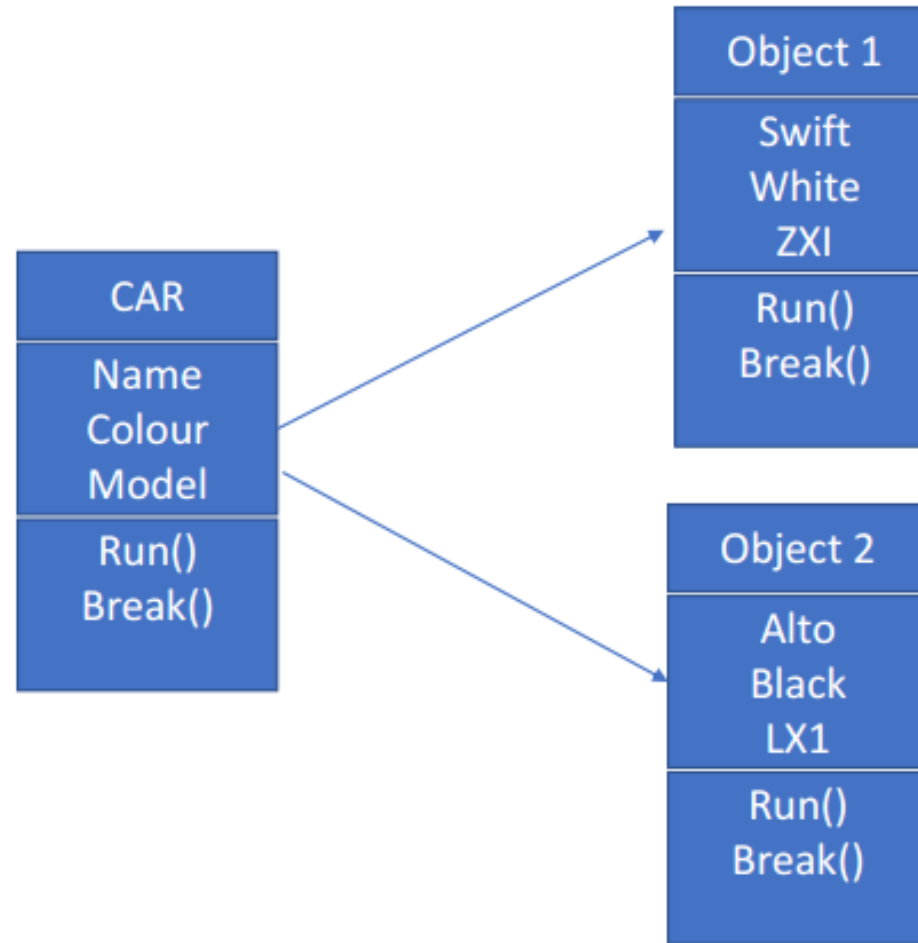 CAR
Name
Colour
Model
Run()
Break()
Object 1
Swift
White
ZXI
Run()
Break()
Object 2
Alto
Black
LX1
Run()
Break()